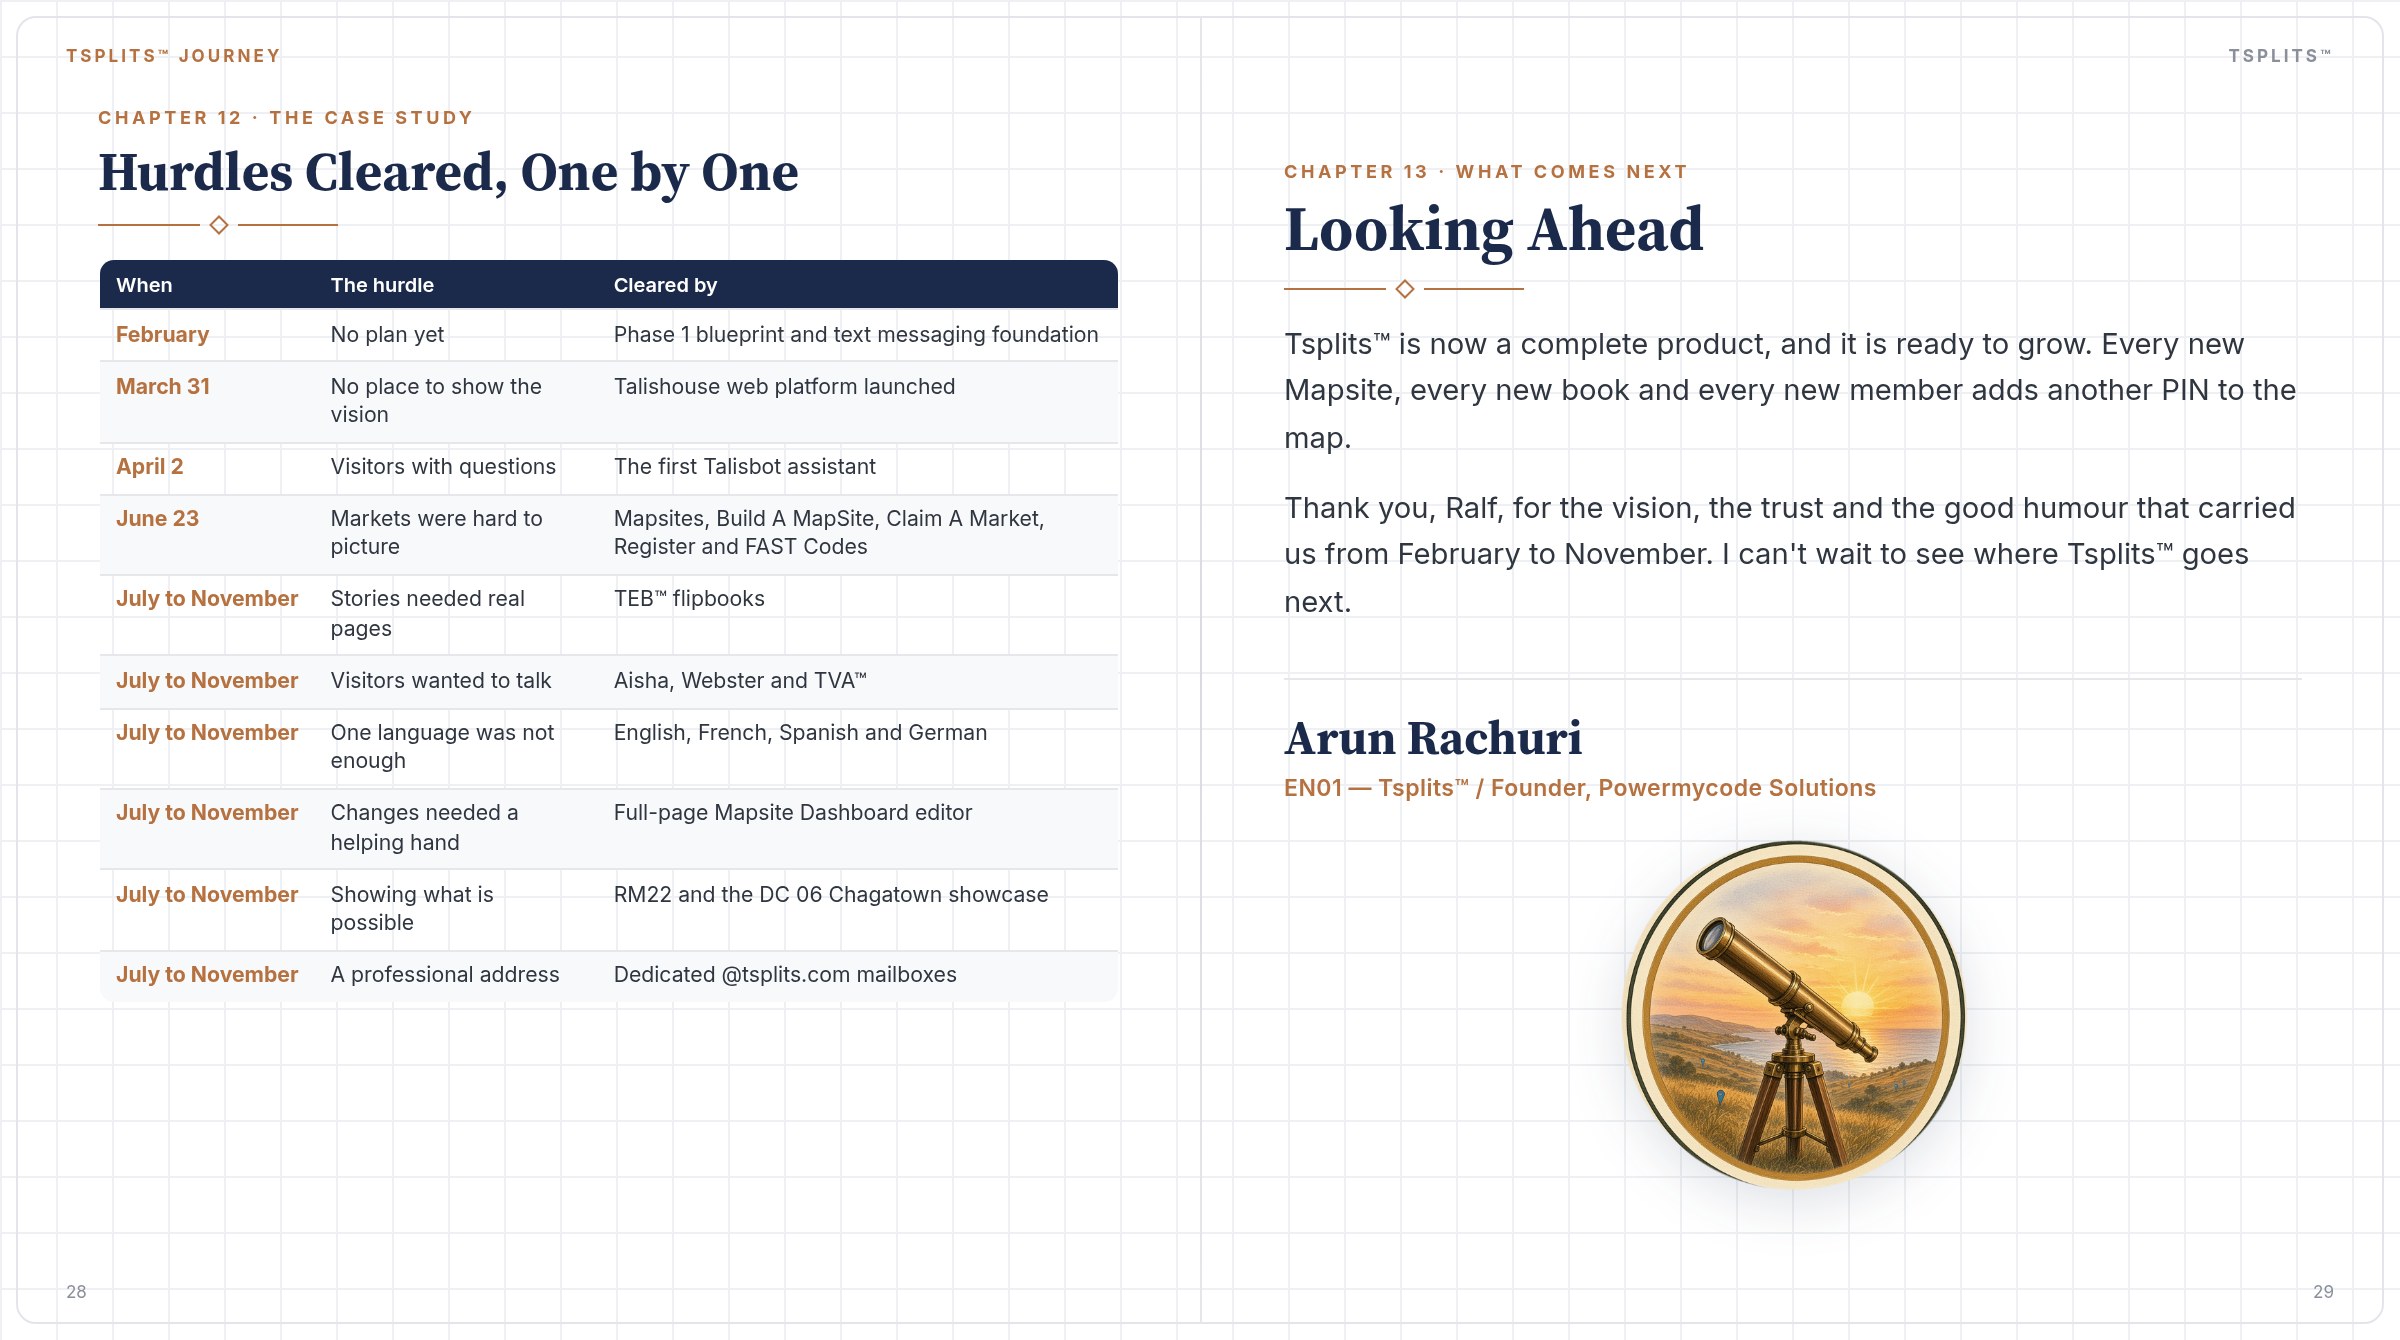 TSPLITS™ JOURNEY
CHAPTER 12 · THE CASE STUDY
Hurdles Cleared, One by One
When The hurdle Cleared by
February No plan yet Phase 1 blueprint and text messaging foundation
March 31 No place to show the Talishouse web platform launched
vision
April 2 Visitors with questions The first Talisbot assistant
June 23 Markets were hard to Mapsites, Build A MapSite, Claim A Market,
picture Register and FAST Codes
July to November Stories needed real TEB™ flipbooks
pages
July to November Visitors wanted to talk Aisha, Webster and TVA™
July to November One language was not English, French, Spanish and German
enough
July to November Changes needed a Full-page Mapsite Dashboard editor
helping hand
July to November Showing what is RM22 and the DC 06 Chagatown showcase
possible
July to November A professional address Dedicated @tsplits.com mailboxes
28
TSPLITS™
CHAPTER 13 · WHAT COMES NEXT
Looking Ahead
Tsplits™ is now a complete product, and it is ready to grow. Every new
Mapsite, every new book and every new member adds another PIN to the
map.
Thank you, Ralf, for the vision, the trust and the good humour that carried
us from February to November. I can't wait to see where Tsplits™ goes
next.
Arun Rachuri
EN01 — Tsplits™ / Founder, Powermycode Solutions
29